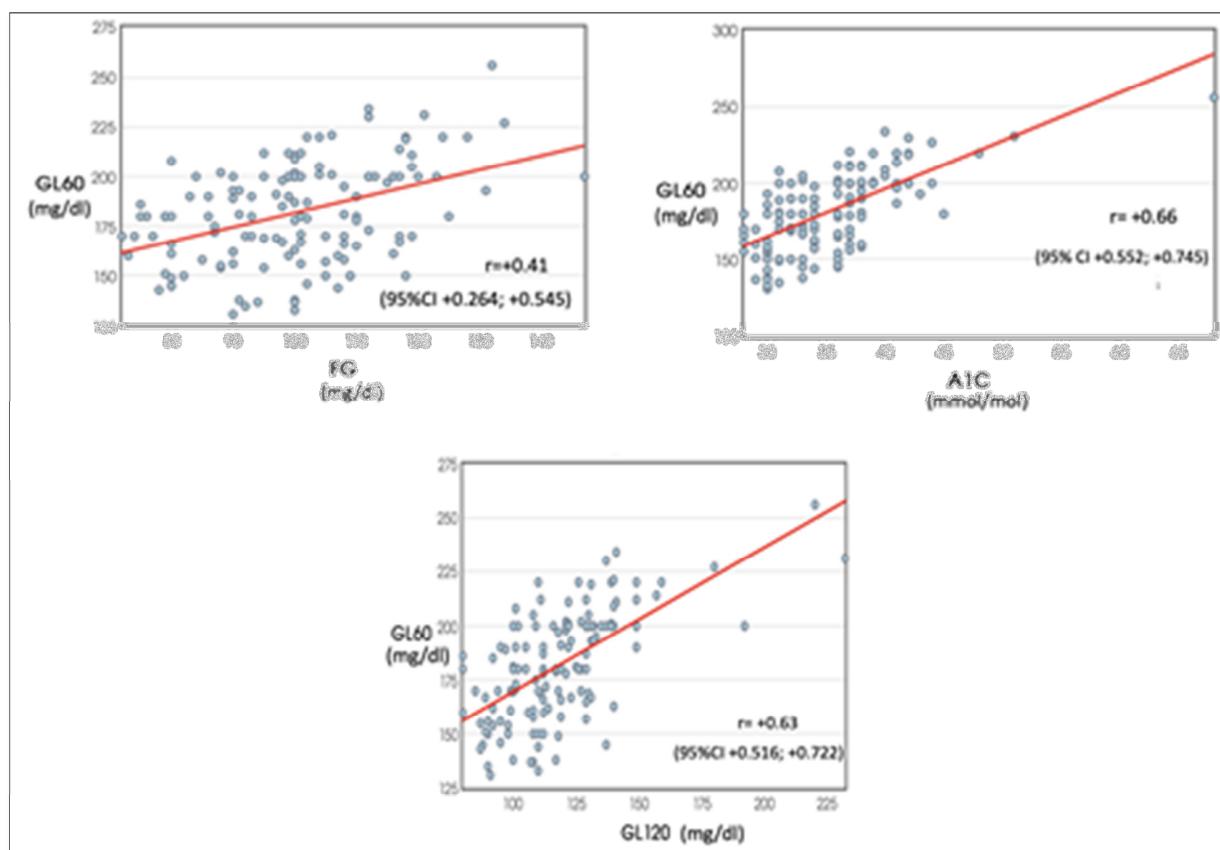 275
250
225
200
175
150
GL60
(mg/dl)
r=+0.41
(95%CI +0.264; +0.545)
80
90
100
FG
(mg/dl)
300
250
200
150
GL60
(mg/dl)
r= +0.66
(95% CI +0.552; +0.745)
A1C
(mmol/mol)
275
250
225
200
175
150
125
GL60
(mg/dl)
r= +0.63
(95%CI +0.516; +0.722)
100
125
150
175
200
225
GL120 (mg/dl)